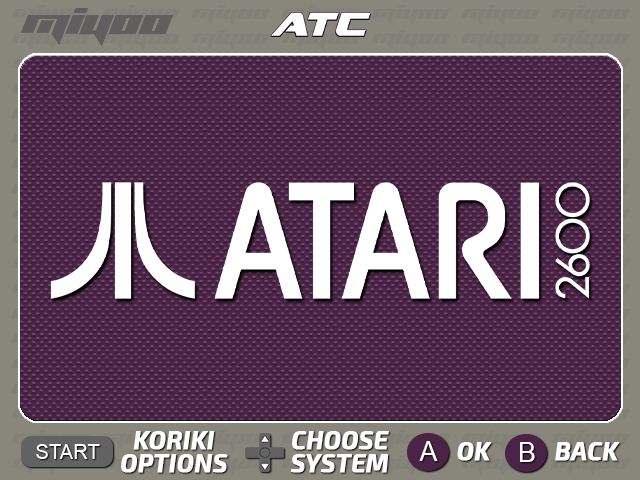 miyoo
ATC
ATARI 2600
START
KORIKI
OPTIONS
CHOOSE
SYSTEM
A OK
B BACK